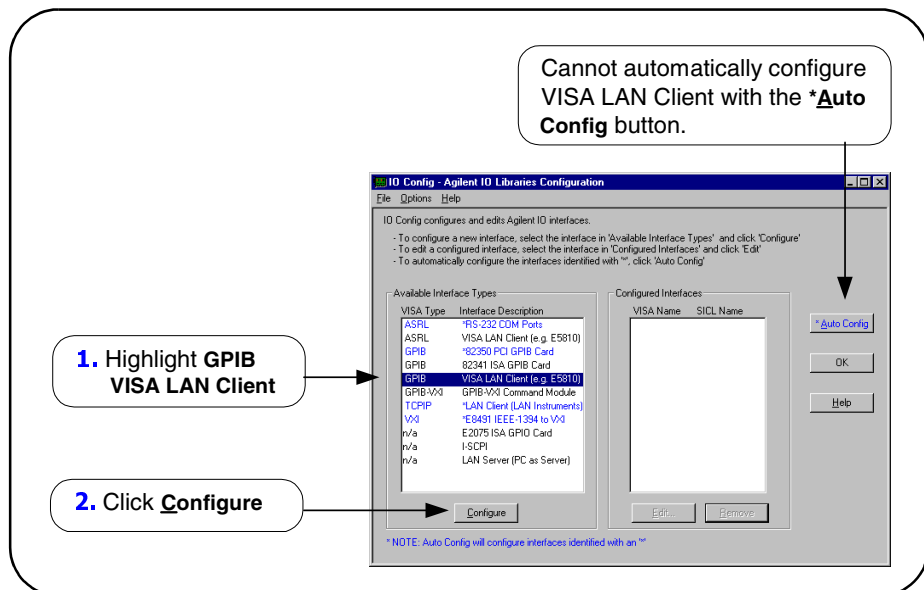 Cannot automatically configure
VISA LAN Client with the *Auto
Config button.
IO Config - Agilent IO Libraries Configuration
File Options Help
IO Config configures and edits Agilent IO interfaces.
- To configure a new interface, select the interface in 'Available Interface Types' and click 'Configure'
- To edit a configured interface, select the interface in 'Configured Interfaces' and click 'Edit'
- To automatically configure the interfaces identified with '*', click 'Auto Config'
Available Interface Types
VISA Type Interface Description
ASRL *RS-232 COM Ports
ASRL VISA LAN Client (e.g. E5810)
GPIB *82350 PCI GPIB Card
GPIB 82341 ISA GPIB Card
GPIB VISA LAN Client (e.g. E5810)
GPIB-VXI GPIB-VXI Command Module
TCPIP *LAN Client (LAN Instruments)
VXI *E8491 IEEE-1394 to VXI
n/a E2075 ISA GPIO Card
n/a I-SCPI
n/a LAN Server (PC as Server)
Configure
Configured Interfaces
VISA Name SICL Name
Edit... Remove
*Auto Config
OK
Help
* NOTE: Auto Config will configure interfaces identified with an '*'
1. Highlight GPIB
VISA LAN Client
2. Click Configure